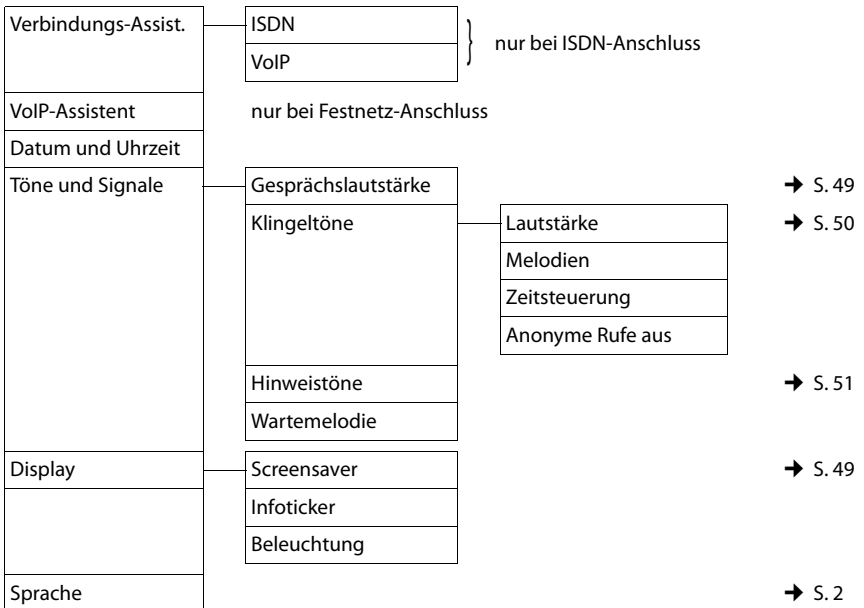 Verbindungs-Assist. ISDN
nur bei ISDN-Anschluss
VoIP
VoIP-Assistent nur bei Festnetz-Anschluss
Datum und Uhrzeit
Töne und Signale Gesprächslautstärke ➔ S. 49
Klingeltöne Lautstärke ➔ S. 50
Melodien
Zeitsteuerung
Anonyme Rufe aus
Hinweistöne ➔ S. 51
Wartemelodie
Display Screensaver ➔ S. 49
Infoticker
Beleuchtung
Sprache ➔ S. 2